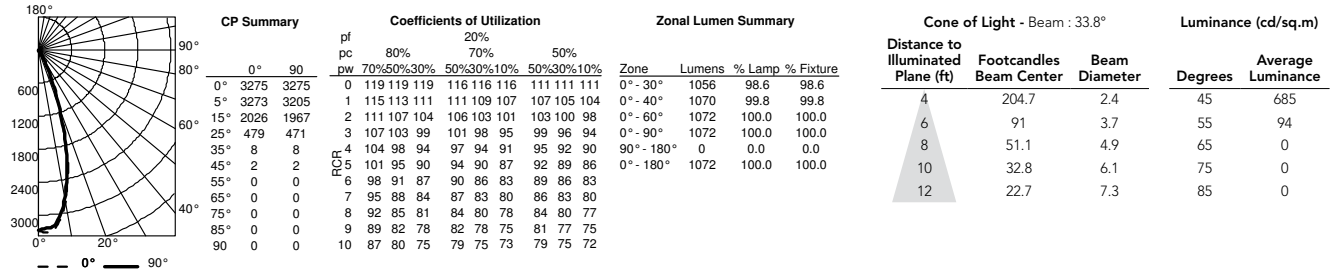 180°
90°
80°
600
1200
60°
1800
2400
40°
3000
0° 20°
0° 90°
CP Summary
0° 90
0° 3275 3275
5° 3273 3205
15° 2026 1967
25° 479 471
35° 8 8
45° 2 2
55° 0 0
65° 0 0
75° 0 0
85° 0 0
90 0 0
Coefficients of Utilization
pf 20%
pc 80% 70% 50%
pw 70%50%30% 50%30%10% 50%30%10%
RCR
0 119 119 119 116 116 116 111 111 111
1 115 113 111 111 109 107 107 105 104
2 111 107 104 106 103 101 103 100 98
3 107 103 99 101 98 95 99 96 94
4 104 98 94 97 94 91 95 92 90
5 101 95 90 94 90 87 92 89 86
6 98 91 87 90 86 83 89 86 83
7 95 88 84 87 83 80 86 83 80
8 92 85 81 84 80 78 84 80 77
9 89 82 78 82 78 75 81 77 75
10 87 80 75 79 75 73 79 75 72
Zonal Lumen Summary
Zone Lumens % Lamp % Fixture
0° - 30° 1056 98.6 98.6
0° - 40° 1070 99.8 99.8
0° - 60° 1072 100.0 100.0
0° - 90° 1072 100.0 100.0
90° - 180° 0 0.0 0.0
0° - 180° 1072 100.0 100.0
Cone of Light - Beam : 33.8°
Distance to Illuminated Plane (ft) Footcandles Beam Center Beam Diameter
4 204.7 2.4
6 91 3.7
8 51.1 4.9
10 32.8 6.1
12 22.7 7.3
Luminance (cd/sq.m)
Degrees Average Luminance
45 685
55 94
65 0
75 0
85 0